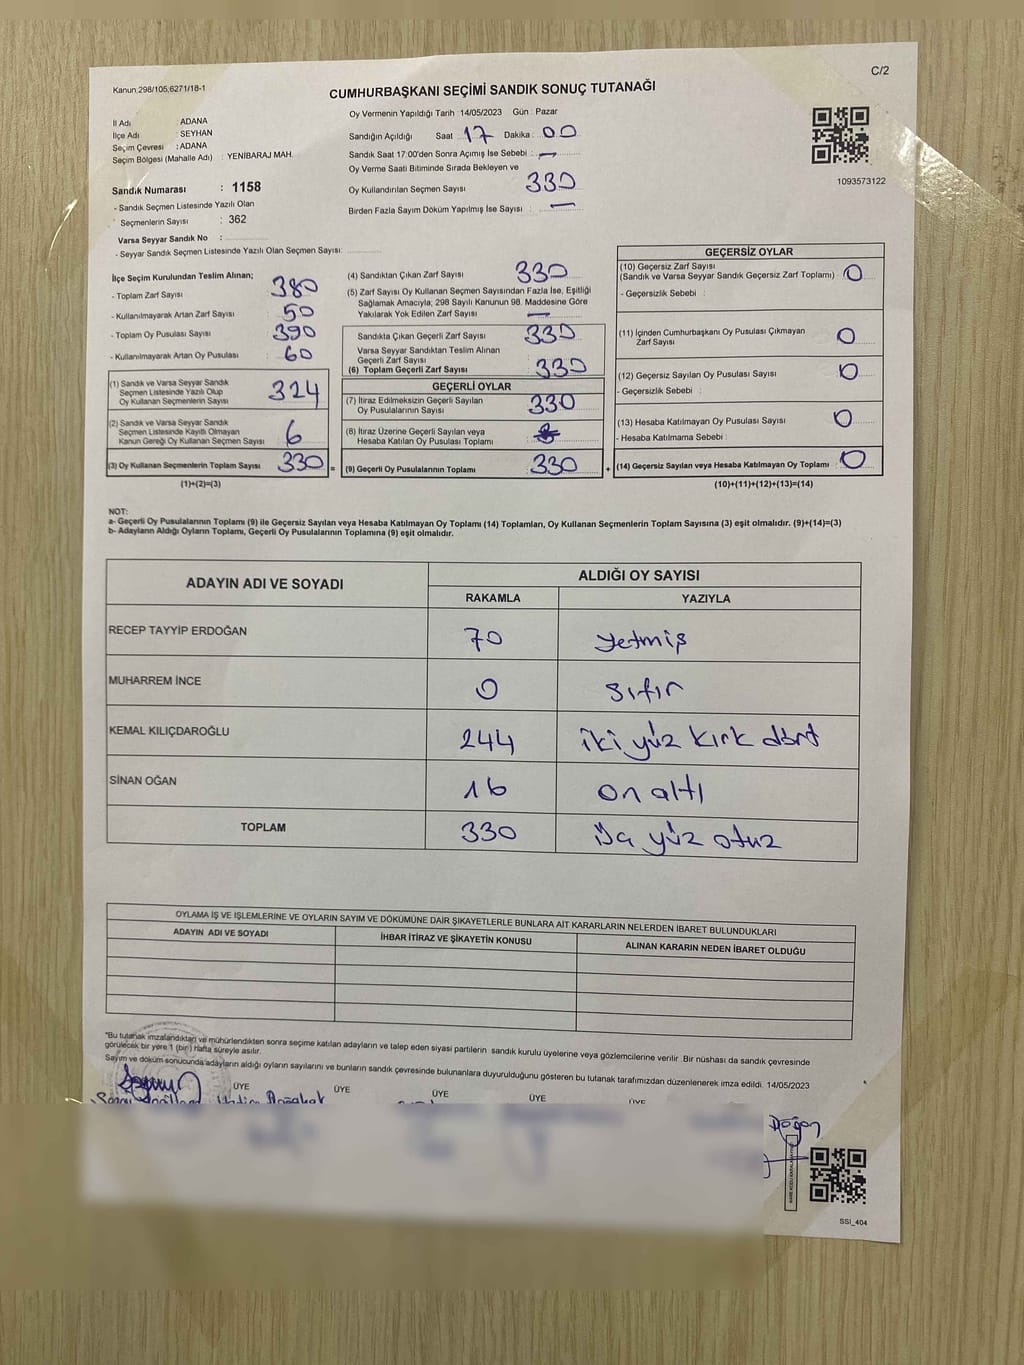 C/2
Kanun 298/105;6271/18-1
CUMHURBAŞKANI SEÇİMİ SANDIK SONUÇ TUTANAĞI
İl Adı : ADANA
İlçe Adı : SEYHAN
Seçim Çevresi : ADANA
Seçim Bölgesi (Mahalle Adı) : YENİBARAJ MAH.
Sandık Numarası : 1158
- Sandık Seçmen Listesinde Yazılı Olan
Seçmenlerin Sayısı : 362
Varsa Seyyar Sandık No :
- Seyyar Sandık Seçmen Listesinde Yazılı Olan Seçmen Sayısı:
Oy Vermenin Yapıldığı Tarih :14/05/2023 Gün : Pazar
Sandığın Açıldığı Saat 17 Dakika : 00
Sandık Saat 17:00'den Sonra Açılmış İse Sebebi : —
Oy Verme Saati Bitiminde Sırada Bekleyen ve
Oy Kullandırılan Seçmen Sayısı 330
Birden Fazla Sayım Döküm Yapılmış İse Sayısı : —
1093573122
İlçe Seçim Kurulundan Teslim Alınan;
- Toplam Zarf Sayısı 380
- Kullanılmayarak Artan Zarf Sayısı : 50
- Toplam Oy Pusulası Sayısı 390
- Kullanılmayarak Artan Oy Pusulası : 60
(1) Sandık ve Varsa Seyyar Sandık
Seçmen Listesinde Yazılı Olup
Oy Kullanan Seçmenlerin Sayısı 324
(2) Sandık ve Varsa Seyyar Sandık
Seçmen Listesinde Kayıtlı Olmayan
Kanun Gereği Oy Kullanan Seçmen Sayısı 6
(3) Oy Kullanan Seçmenlerin Toplam Sayısı 330 =
(1)+(2)=(3)
(4) Sandıktan Çıkan Zarf Sayısı 330
(5) Zarf Sayısı Oy Kullanan Seçmen Sayısından Fazla İse, Eşitliği
Sağlamak Amacıyla; 298 Sayılı Kanunun 98. Maddesine Göre
Yakılarak Yok Edilen Zarf Sayısı —
Sandıkta Çıkan Geçerli Zarf Sayısı 330
Varsa Seyyar Sandıktan Teslim Alınan
Geçerli Zarf Sayısı
(6) Toplam Geçerli Zarf Sayısı 330
GEÇERLİ OYLAR
(7) İtiraz Edilmeksizin Geçerli Sayılan
Oy Pusulalarının Sayısı 330
(8) İtiraz Üzerine Geçerli Sayılan veya
Hesaba Katılan Oy Pusulası Toplamı
(9) Geçerli Oy Pusulalarının Toplamı : 330 +
GEÇERSİZ OYLAR
(10) Geçersiz Zarf Sayısı
(Sandık ve Varsa Seyyar Sandık Geçersiz Zarf Toplamı) : 0
- Geçersizlik Sebebi :
(11) İçinden Cumhurbaşkanı Oy Pusulası Çıkmayan
Zarf Sayısı 0
(12) Geçersiz Sayılan Oy Pusulası Sayısı : 0
- Geçersizlik Sebebi :
(13) Hesaba Katılmayan Oy Pusulası Sayısı : 0
- Hesaba Katılmama Sebebi :
(14) Geçersiz Sayılan veya Hesaba Katılmayan Oy Toplamı : 0
(10)+(11)+(12)+(13)=(14)
NOT:
a- Geçerli Oy Pusulalarının Toplamı (9) ile Geçersiz Sayılan veya Hesaba Katılmayan Oy Toplamı (14) Toplamları, Oy Kullanan Seçmenlerin Toplam Sayısına (3) eşit olmalıdır. (9)+(14)=(3)
b- Adayların Aldığı Oyların Toplamı, Geçerli Oy Pusulalarının Toplamına (9) eşit olmalıdır.
ADAYIN ADI VE SOYADI ALDIĞI OY SAYISI
RAKAMLA YAZIYLA
RECEP TAYYİP ERDOĞAN 70 yetmiş
MUHARREM İNCE 0 sıfır
KEMAL KILIÇDAROĞLU 244 iki yüz kırk dört
SİNAN OĞAN 16 on altı
TOPLAM 330 üç yüz otuz
OYLAMA İŞ VE İŞLEMLERİNE VE OYLARIN SAYIM VE DÖKÜMÜNE DAİR ŞİKAYETLERLE BUNLARA AİT KARARLARIN NELERDEN İBARET BULUNDUKLARI
ADAYIN ADI VE SOYADI İHBAR İTİRAZ VE ŞİKAYETİN KONUSU ALINAN KARARIN NEDEN İBARET OLDUĞU
*Bu tutanak imzalandıktan ve mühürlendikten sonra seçime katılan adayların ve talep eden siyasi partilerin sandık kurulu üyelerine veya gözlemcilerine verilir. Bir nüshası da sandık çevresinde
görülecek bir yere 1 (bir) hafta süreyle asılır.
Sayım ve döküm sonucunda adayların aldığı oyların sayılarını ve bunların sandık çevresinde bulunanlara duyurulduğunu gösteren bu tutanak tarafımızdan düzenlenerek imza edildi. 14/05/2023
ÜYE ÜYE ÜYE ÜYE ÜYE
Doğan
SSI_404